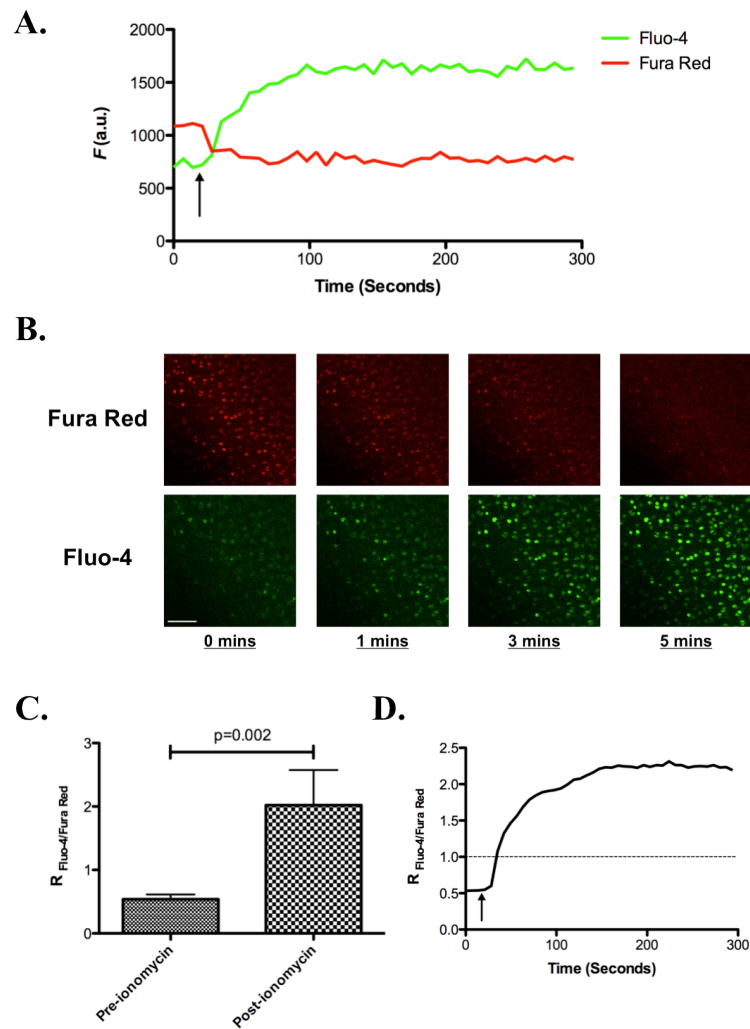 A.
Fluo-4
Fura Red
2000
1500
1000
500
0
F (a.u.)
0 100 200 300
Time (Seconds)
B.
Fura Red
Fluo-4
0 mins 1 mins 3 mins 5 mins
C.
p=0.002
3
2
1
0
R Fluo-4/Fura Red
Pre-ionomycin
Post-ionomycin
D.
2.5
2.0
1.5
1.0
0.5
0.0
R Fluo-4/Fura Red
0 100 200 300
Time (Seconds)